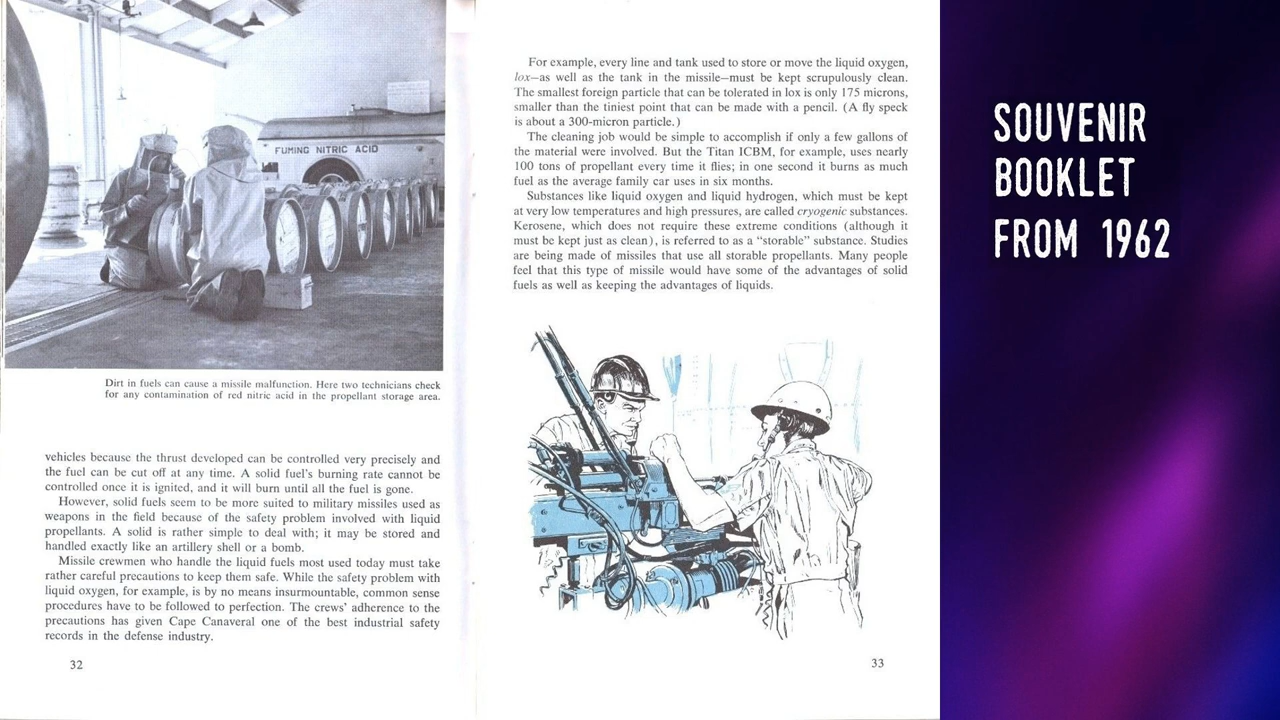 FUMING NITRIC ACID
Dirt in fuels can cause a missile malfunction. Here two technicians check
for any contamination of red nitric acid in the propellant storage area.
vehicles because the thrust developed can be controlled very precisely and
the fuel can be cut off at any time. A solid fuel's burning rate cannot be
controlled once it is ignited, and it will burn until all the fuel is gone.
However, solid fuels seem to be more suited to military missiles used as
weapons in the field because of the safety problem involved with liquid
propellants. A solid is rather simple to deal with; it may be stored and
handled exactly like an artillery shell or a bomb.
Missile crewmen who handle the liquid fuels most used today must take
rather careful precautions to keep them safe. While the safety problem with
liquid oxygen, for example, is by no means insurmountable, common sense
procedures have to be followed to perfection. The crews' adherence to the
precautions has given Cape Canaveral one of the best industrial safety
records in the defense industry.
32
For example, every line and tank used to store or move the liquid oxygen,
lox—as well as the tank in the missile—must be kept scrupulously clean.
The smallest foreign particle that can be tolerated in lox is only 175 microns,
smaller than the tiniest point that can be made with a pencil. (A fly speck
is about a 300-micron particle.)
The cleaning job would be simple to accomplish if only a few gallons of
the material were involved. But the Titan ICBM, for example, uses nearly
100 tons of propellant every time it flies; in one second it burns as much
fuel as the average family car uses in six months.
Substances like liquid oxygen and liquid hydrogen, which must be kept
at very low temperatures and high pressures, are called cryogenic substances.
Kerosene, which does not require these extreme conditions (although it
must be kept just as clean), is referred to as a "storable" substance. Studies
are being made of missiles that use all storable propellants. Many people
feel that this type of missile would have some of the advantages of solid
fuels as well as keeping the advantages of liquids.
33
SOUVENIR
BOOKLET
FROM 1962